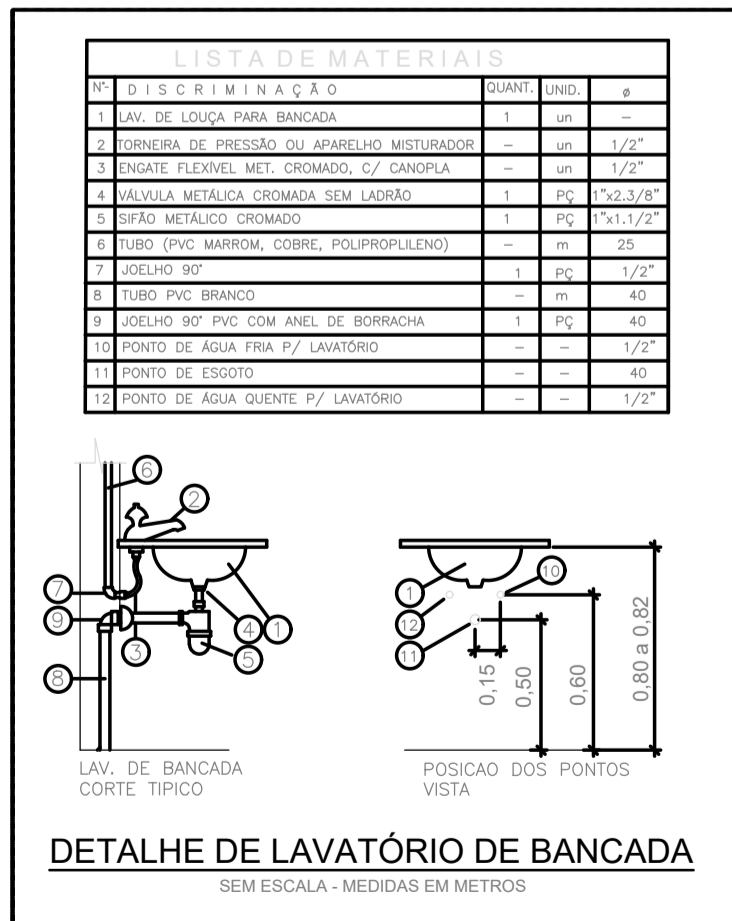 LISTA DE MATERIAIS
Nº- DISCRIMINAÇÃO QUANT. UNID. ø
1 LAV. DE LOUÇA PARA BANCADA 1 un –
2 TORNEIRA DE PRESSÃO OU APARELHO MISTURADOR – un 1/2"
3 ENGATE FLEXÍVEL MET. CROMADO, C/ CANOPLA – un 1/2"
4 VÁLVULA METÁLICA CROMADA SEM LADRÃO 1 PÇ 1"x2.3/8"
5 SIFÃO METÁLICO CROMADO 1 PÇ 1"x1.1/2"
6 TUBO (PVC MARROM, COBRE, POLIPROPLILENO) – m 25
7 JOELHO 90° 1 PÇ 1/2"
8 TUBO PVC BRANCO – m 40
9 JOELHO 90° PVC COM ANEL DE BORRACHA 1 PÇ 40
10 PONTO DE ÁGUA FRIA P/ LAVATÓRIO – – 1/2"
11 PONTO DE ESGOTO – – 40
12 PONTO DE ÁGUA QUENTE P/ LAVATÓRIO – – 1/2"
6
2
7
9
3
4
1
5
8
1
10
12
11
0,15
0,50
0,60
0,80 a 0,82
LAV. DE BANCADA
CORTE TIPICO
POSICAO DOS PONTOS
VISTA
DETALHE DE LAVATÓRIO DE BANCADA
SEM ESCALA - MEDIDAS EM METROS